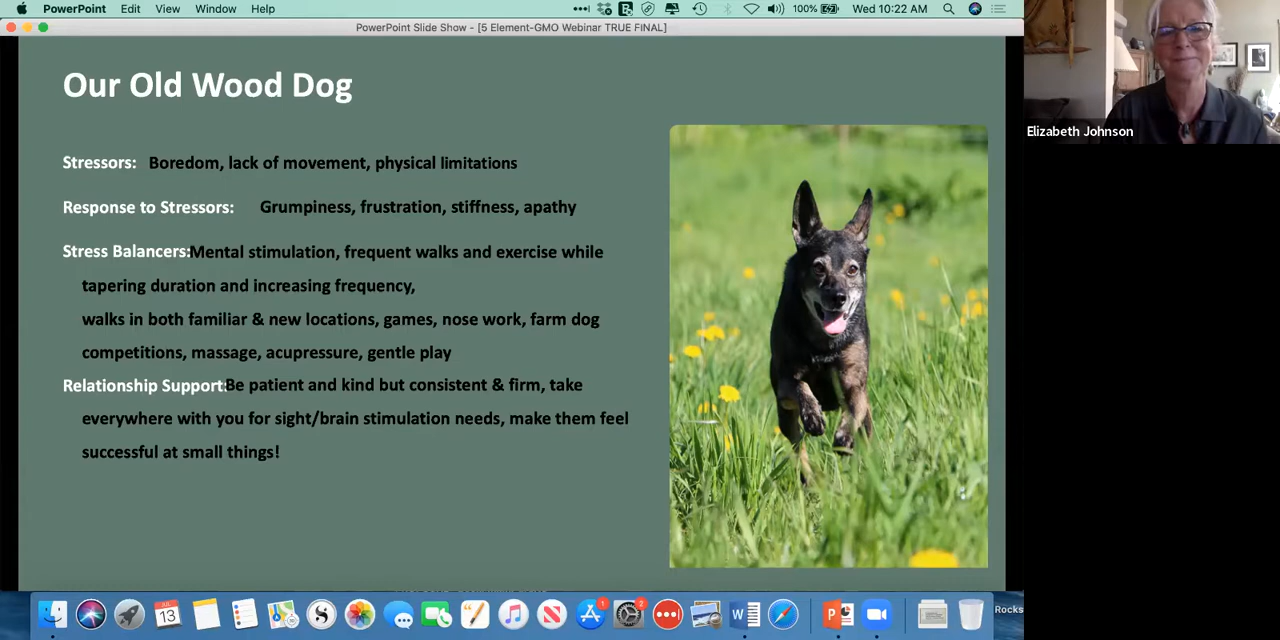 PowerPoint Edit View Window Help 100% Wed 10:22 AM
PowerPoint Slide Show - [5 Element-GMO Webinar TRUE FINAL]
Our Old Wood Dog
Stressors: Boredom, lack of movement, physical limitations
Response to Stressors: Grumpiness, frustration, stiffness, apathy
Stress Balancers:Mental stimulation, frequent walks and exercise while
tapering duration and increasing frequency,
walks in both familiar & new locations, games, nose work, farm dog
competitions, massage, acupressure, gentle play
Relationship Support:Be patient and kind but consistent & firm, take
everywhere with you for sight/brain stimulation needs, make them feel
successful at small things!
Elizabeth Johnson
JUL
13
1
2
Rocks